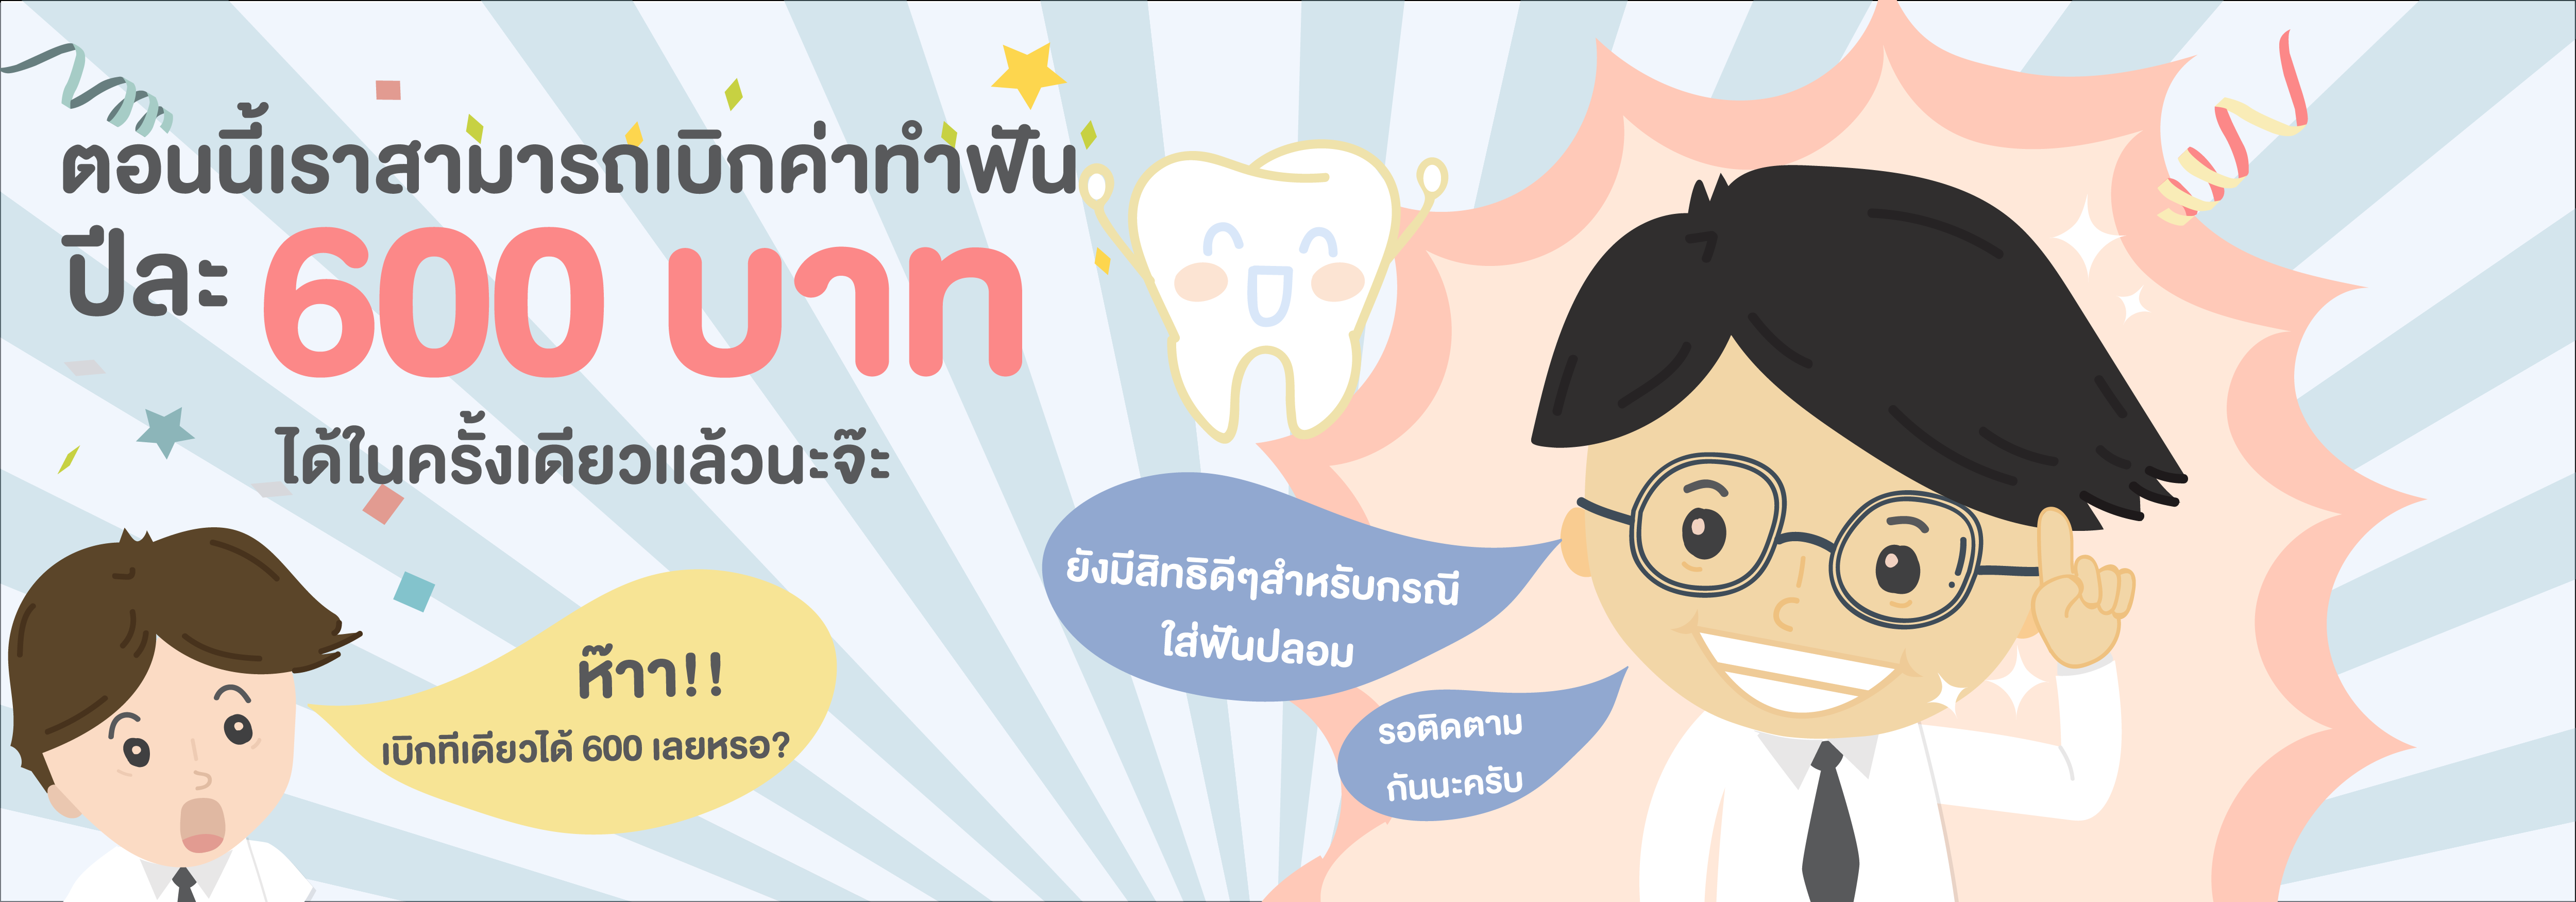 ตอนนี้เราสามารถเบิกค่าทำฟัน
ปีละ 600 บาท
ได้ในครั้งเดียวแล้วนะจ๊ะ
ห๊าา!!
เบิกทีเดียวได้ 600 เลยหรอ?
ยังมีสิทธิดีๆสำหรับกรณี
ใส่ฟันปลอม
รอติดตาม
กันนะครับ